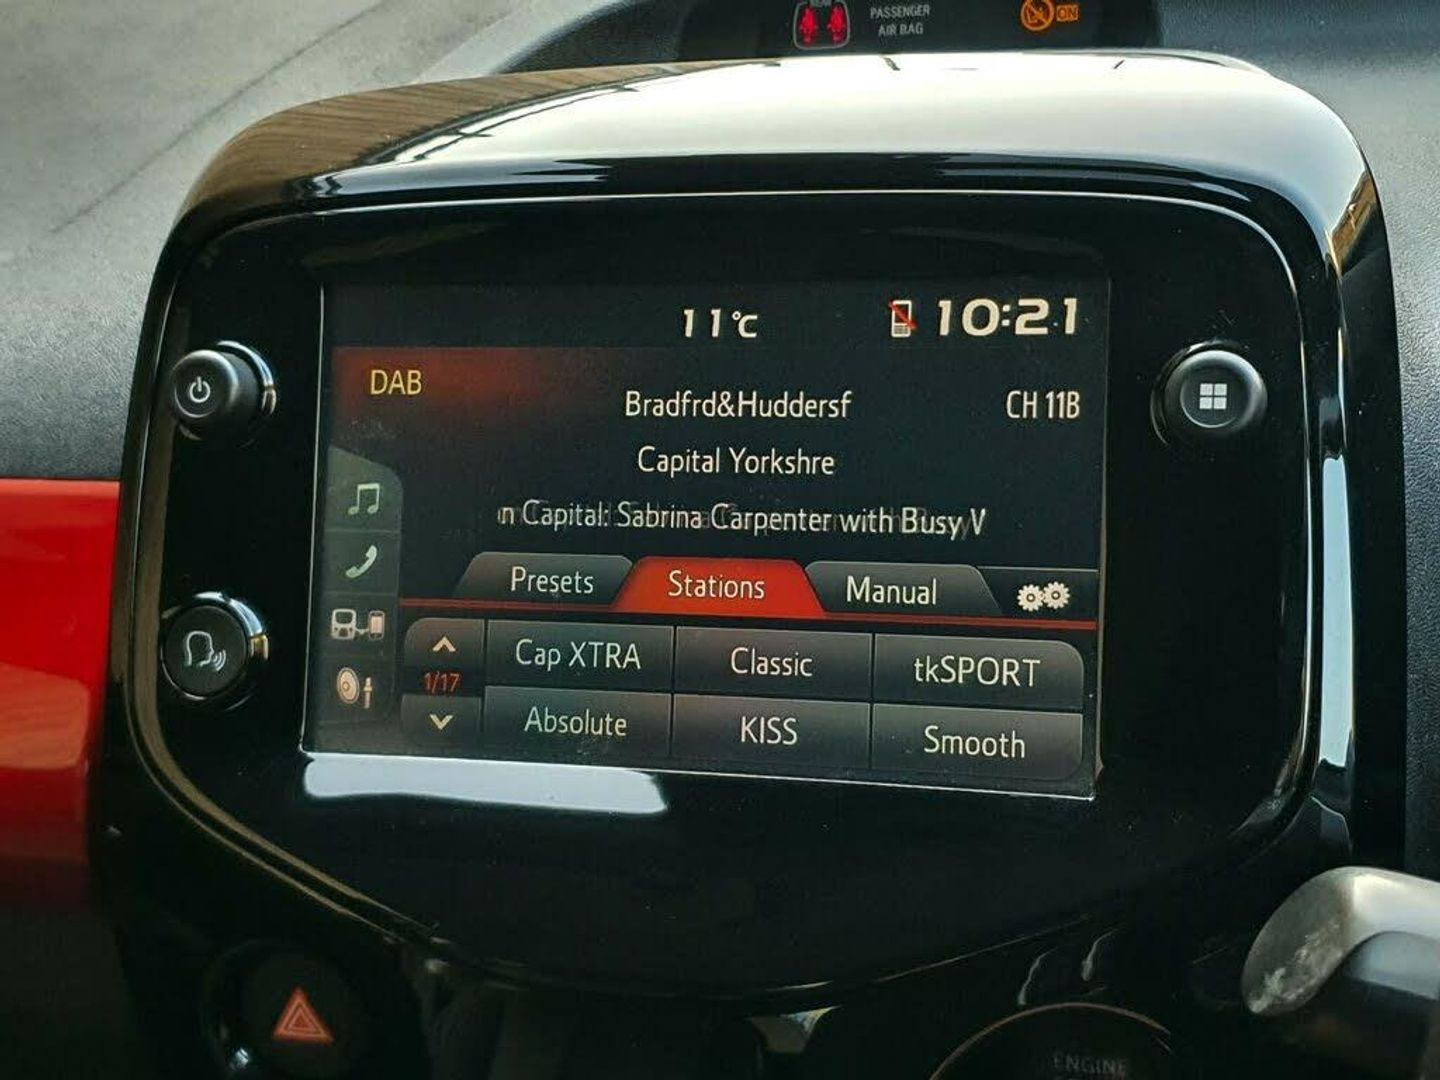 REAR
PASSENGER
AIR BAG
ON
11°C
10:21
DAB
Bradfrd&Huddersf
CH 11B
Capital Yorkshre
n Capital: Sabrina Carpenter with Busy
Presets
Stations
Manual
1/17
Cap XTRA
Classic
tkSPORT
Absolute
KISS
Smooth
ENGINE